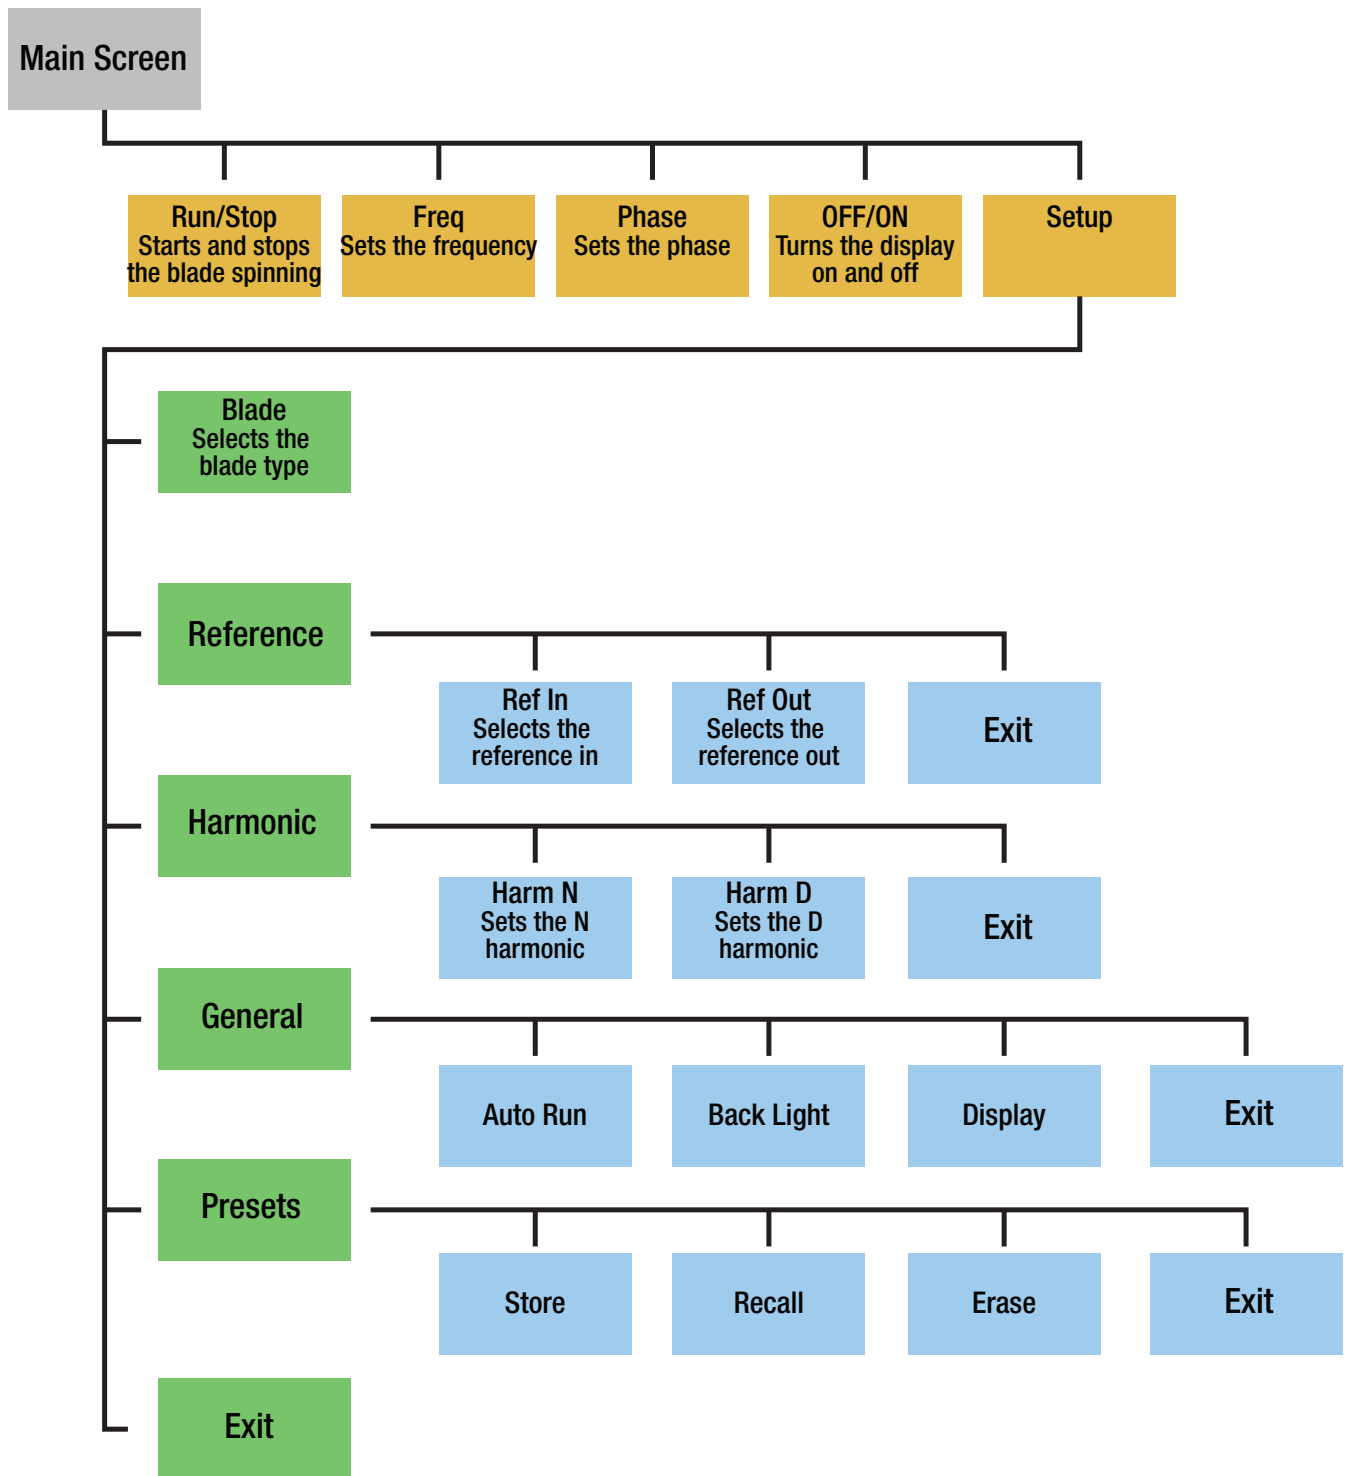 Main Screen
Run/Stop
Starts and stops
the blade spinning
Freq
Sets the frequency
Phase
Sets the phase
OFF/ON
Turns the display
on and off
Setup
Blade
Selects the
blade type
Reference
Ref In
Selects the
reference in
Ref Out
Selects the
reference out
Exit
Harmonic
Harm N
Sets the N
harmonic
Harm D
Sets the D
harmonic
Exit
General
Auto Run
Back Light
Display
Exit
Presets
Store
Recall
Erase
Exit
Exit